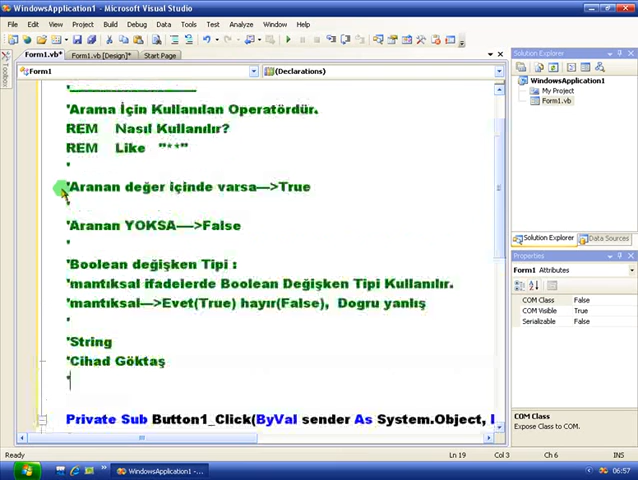 WindowsApplication1 - Microsoft Visual Studio
File Edit View Project Build Debug Data Tools Test Analyze Window
Form1.vb* Form1.vb [Design]* Start Page
Form1 (Declarations)
Toolbox
'Arama İçin Kullanılan Operatördür.
REM Nasıl Kullanılır?
REM Like "**"
'
'Aranan değer içinde varsa--->True
'
'Aranan YOKSA---->False
'
'Boolean değişken Tipi :
'mantıksal ifadelerde Boolean Değişken Tipi Kullanılır.
'mantıksal--->Evet(True) hayır(False), Dogru yanlış
'
'String
'Cihad Göktaş
'
Private Sub Button1_Click(ByVal sender As System.Object,
Solution Explorer
WindowsApplication1
My Project
Form1.vb
Solution Explorer Data Sources
Properties
Form1 Attributes
COM Class False
COM Visible True
Serializable False
COM Class
Expose Class to COM.
Ready Ln 19 Col 3 Ch 6 INS
WindowsApplication1 -... 06:57